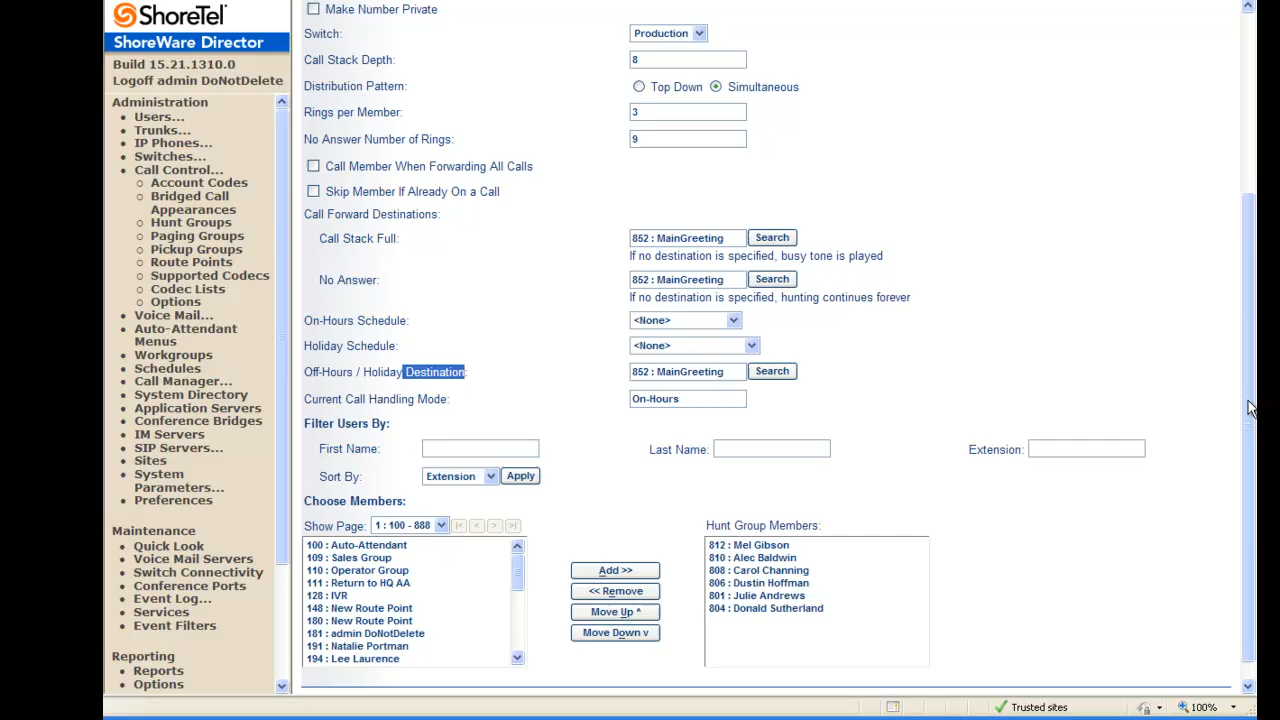 ShoreTel
ShoreWare Director
Build 15.21.1310.0
Logoff admin DoNotDelete
Administration
Users...
Trunks...
IP Phones...
Switches...
Call Control...
Account Codes
Bridged Call
Appearances
Hunt Groups
Paging Groups
Pickup Groups
Route Points
Supported Codecs
Codec Lists
Options
Voice Mail...
Auto-Attendant
Menus
Workgroups
Schedules
Call Manager...
System Directory
Application Servers
Conference Bridges
IM Servers
SIP Servers...
Sites
System
Parameters...
Preferences
Maintenance
Quick Look
Voice Mail Servers
Switch Connectivity
Conference Ports
Event Log...
Services
Event Filters
Reporting
Reports
Options
Make Number Private
Switch: Production
Call Stack Depth: 8
Distribution Pattern: Top Down Simultaneous
Rings per Member: 3
No Answer Number of Rings: 9
Call Member When Forwarding All Calls
Skip Member If Already On a Call
Call Forward Destinations:
Call Stack Full: 852 : MainGreeting Search
If no destination is specified, busy tone is played
No Answer: 852 : MainGreeting Search
If no destination is specified, hunting continues forever
On-Hours Schedule: <None>
Holiday Schedule: <None>
Off-Hours / Holiday Destination: 852 : MainGreeting Search
Current Call Handling Mode: On-Hours
Filter Users By:
First Name: Last Name: Extension:
Sort By: Extension Apply
Choose Members:
Show Page: 1 : 100 - 888 |< < > >| Hunt Group Members:
100 : Auto-Attendant
109 : Sales Group
110 : Operator Group
111 : Return to HQ AA
128 : IVR
148 : New Route Point
180 : New Route Point
181 : admin DoNotDelete
191 : Natalie Portman
194 : Lee Laurence
Add >>
<< Remove
Move Up ^
Move Down v
812 : Mel Gibson
810 : Alec Baldwin
808 : Carol Channing
806 : Dustin Hoffman
801 : Julie Andrews
804 : Donald Sutherland
Trusted sites 100%